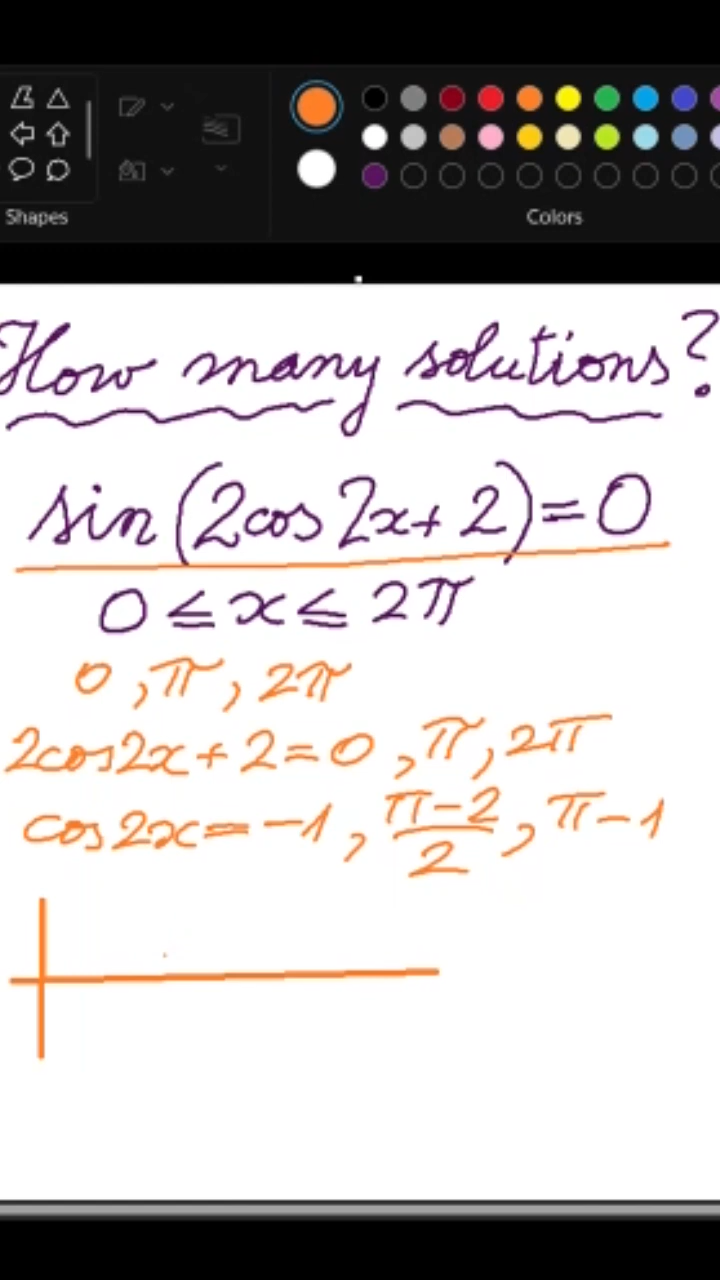 Shapes
Colors
How many solutions?
sin(2cos2x+2)=0
0≤x≤2π
0,π,2π
2cos2x+2=0,π,2π
cos2x=-1,π-2/2,π-1